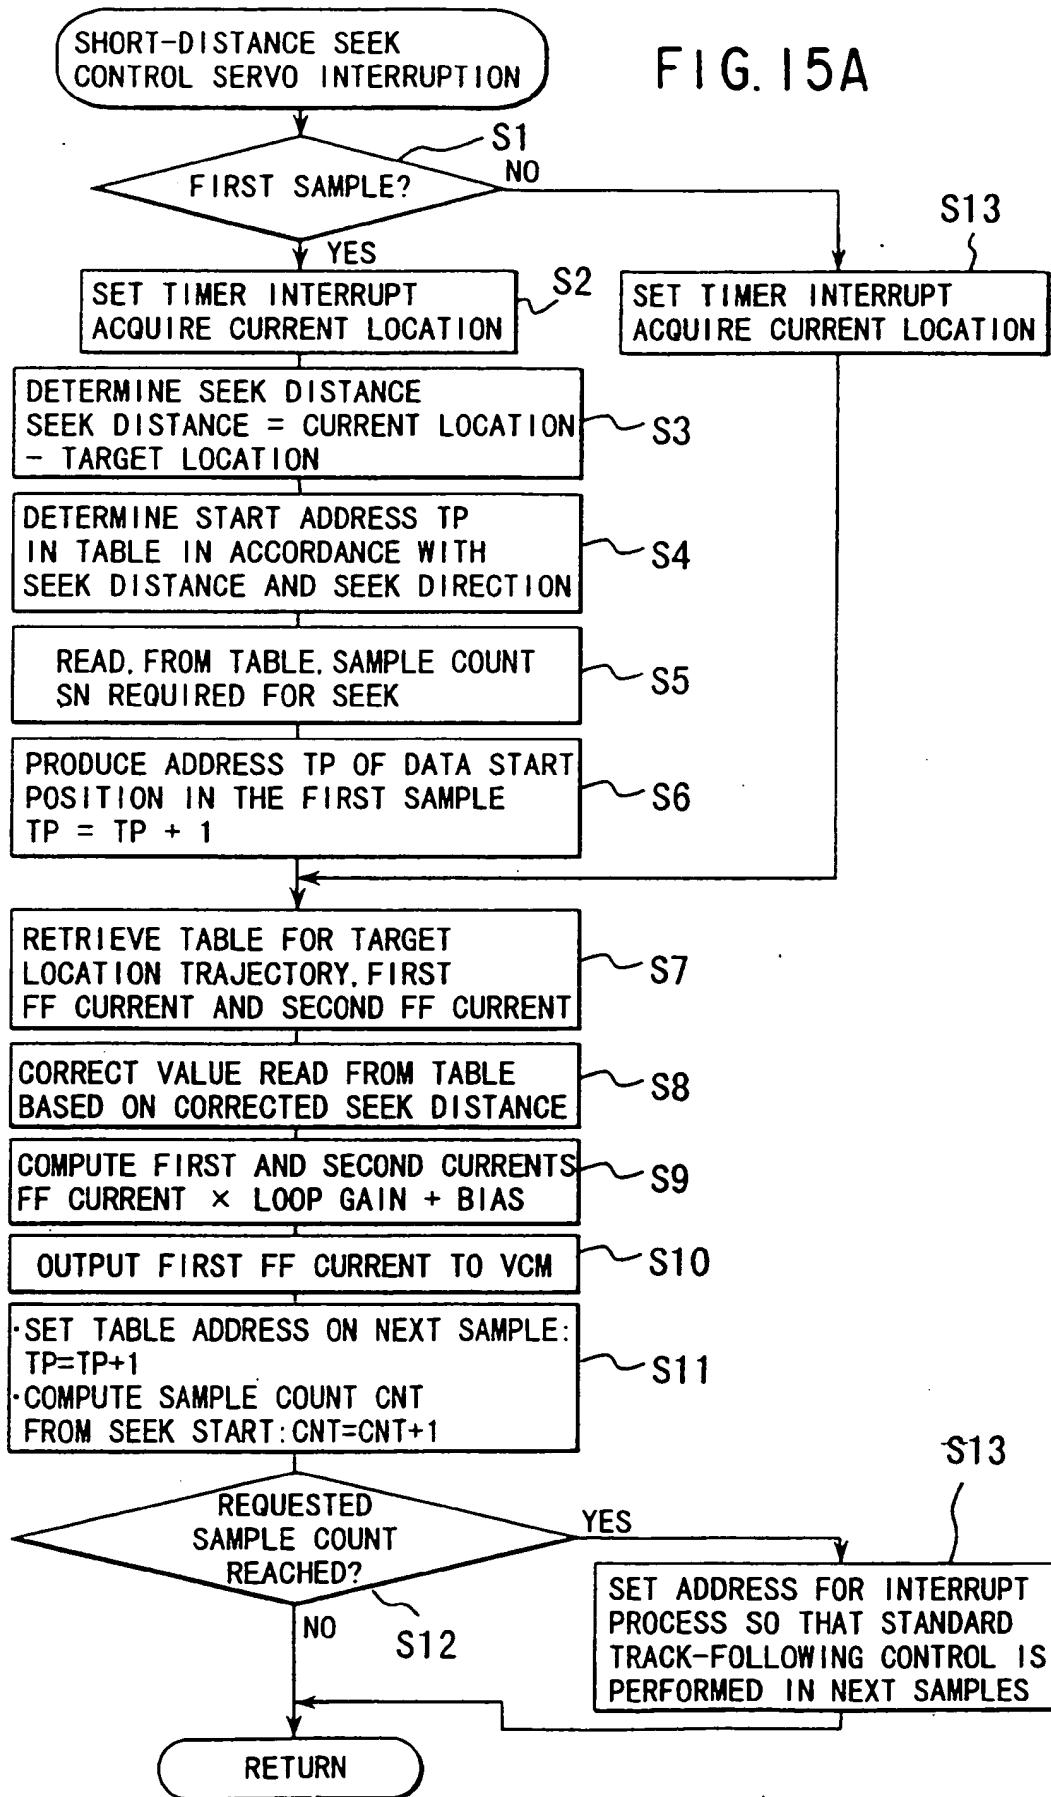 SHORT-DISTANCE SEEK
CONTROL SERVO INTERRUPTION
FIG. 15A
S1
FIRST SAMPLE?
NO
YES
S2
SET TIMER INTERRUPT
ACQUIRE CURRENT LOCATION
S13
SET TIMER INTERRUPT
ACQUIRE CURRENT LOCATION
DETERMINE SEEK DISTANCE
SEEK DISTANCE = CURRENT LOCATION
- TARGET LOCATION
S3
DETERMINE START ADDRESS TP
IN TABLE IN ACCORDANCE WITH
SEEK DISTANCE AND SEEK DIRECTION
S4
READ, FROM TABLE, SAMPLE COUNT
SN REQUIRED FOR SEEK
S5
PRODUCE ADDRESS TP OF DATA START
POSITION IN THE FIRST SAMPLE
TP = TP + 1
S6
RETRIEVE TABLE FOR TARGET
LOCATION TRAJECTORY, FIRST
FF CURRENT AND SECOND FF CURRENT
S7
CORRECT VALUE READ FROM TABLE
BASED ON CORRECTED SEEK DISTANCE
S8
COMPUTE FIRST AND SECOND CURRENTS
FF CURRENT × LOOP GAIN + BIAS
S9
OUTPUT FIRST FF CURRENT TO VCM
S10
·SET TABLE ADDRESS ON NEXT SAMPLE:
TP=TP+1
·COMPUTE SAMPLE COUNT CNT
FROM SEEK START:CNT=CNT+1
S11
REQUESTED
SAMPLE COUNT
REACHED?
YES
NO
S12
S13
SET ADDRESS FOR INTERRUPT
PROCESS SO THAT STANDARD
TRACK-FOLLOWING CONTROL IS
PERFORMED IN NEXT SAMPLES
RETURN